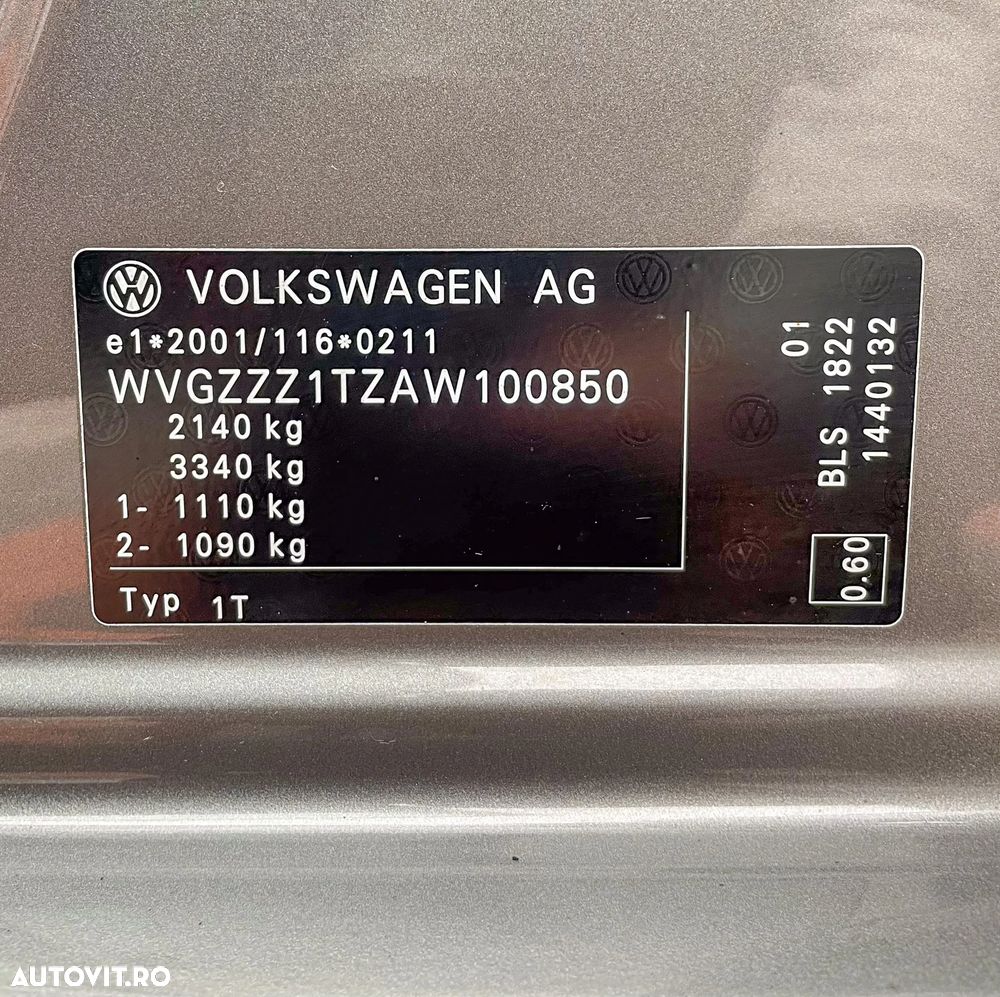 VOLKSWAGEN AG
e1*2001/116*0211
WVGZZZ1TZAW100850
2140 kg
3340 kg
1- 1110 kg
2- 1090 kg
Typ 1T
01
BLS 1822
1440132
0.60
AUTOVIT.RO